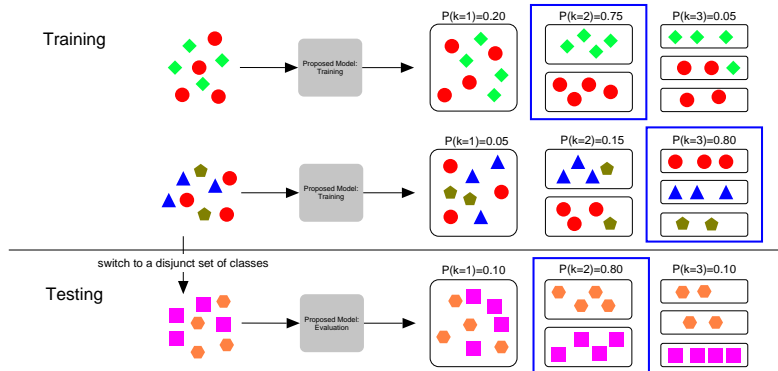 Training
P(k=1)=0.20
P(k=2)=0.75
P(k=3)=0.05
Proposed Model:
Training
P(k=1)=0.05
P(k=2)=0.15
P(k=3)=0.80
Proposed Model:
Training
switch to a disjunct set of classes
Testing
P(k=1)=0.10
P(k=2)=0.80
P(k=3)=0.10
Proposed Model:
Evaluation